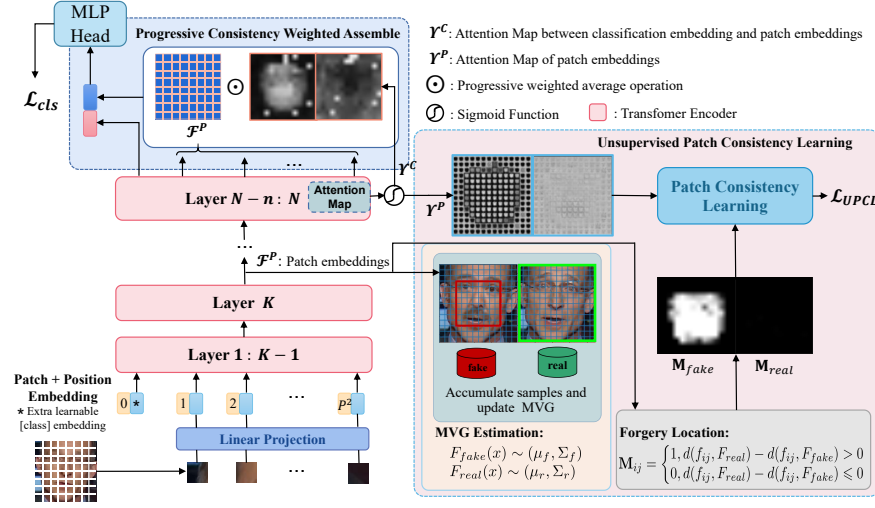 MLP
Head
Progressive Consistency Weighted Assemble
𝓕ᴾ
𝓛cls
ϒᶜ: Attention Map between classification embedding and patch embeddings
ϒᴾ: Attention Map of patch embeddings
⊙ : Progressive weighted average operation
: Sigmoid Function
: Transfomer Encoder
...
Layer N − n : N
Attention
Map
ϒᶜ
ϒᴾ
Unsupervised Patch Consistency Learning
Patch Consistency
Learning
𝓛UPCL
...
𝓕ᴾ: Patch embeddings
Layer K
Layer 1 : K − 1
Patch + Position
Embedding
* Extra learnable
[class] embedding
0 *
1
2
...
P²
Linear Projection
...
fake
real
Accumulate samples and
update MVG
MVG Estimation:
F_fake(x) ∼ (μ_f, Σ_f)
F_real(x) ∼ (μ_r, Σ_r)
M_fake
M_real
Forgery Location:
M_ij = { 1, d(f_ij, F_real) − d(f_ij, F_fake) > 0
0, d(f_ij, F_real) − d(f_ij, F_fake) ⩽ 0